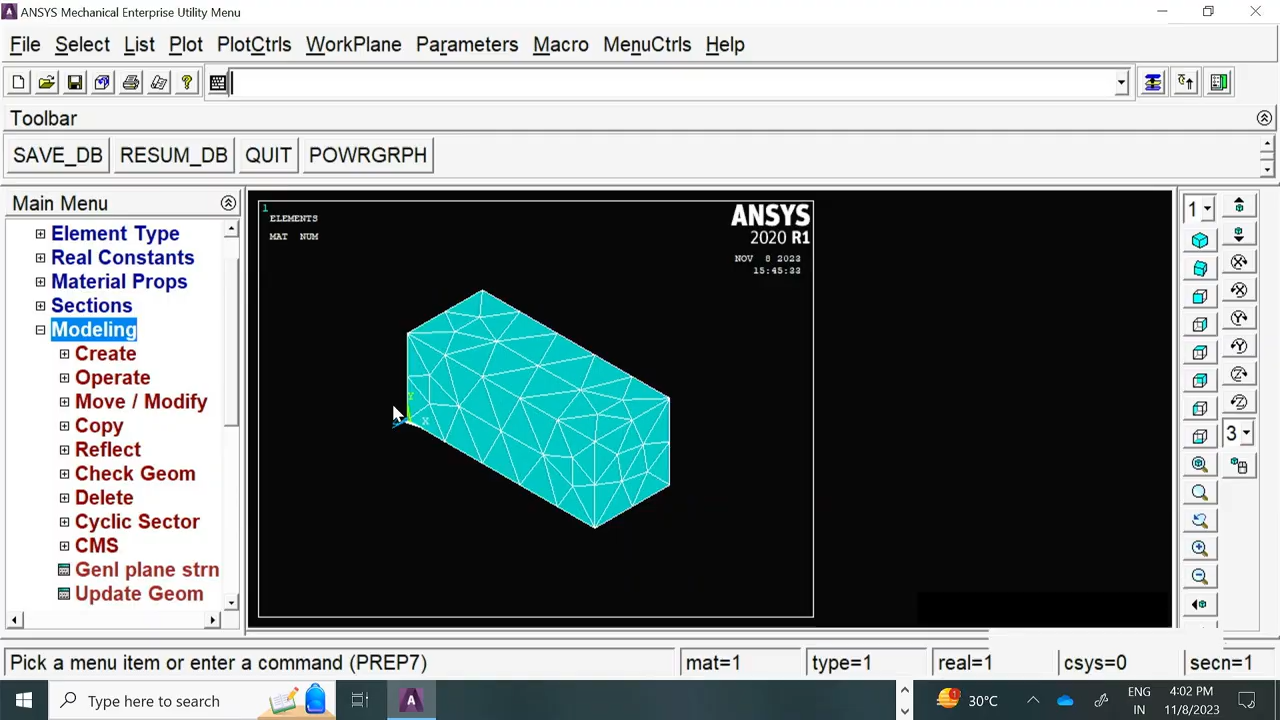 ANSYS Mechanical Enterprise Utility Menu
File Select List Plot PlotCtrls WorkPlane Parameters Macro MenuCtrls Help
Toolbar
SAVE_DB RESUM_DB QUIT POWRGRPH
Main Menu
Element Type
Real Constants
Material Props
Sections
Modeling
Create
Operate
Move / Modify
Copy
Reflect
Check Geom
Delete
Cyclic Sector
CMS
Genl plane strn
Update Geom
1
ELEMENTS
MAT NUM
ANSYS
2020 R1
NOV 8 2023
15:45:33
Y
X
1
3
Pick a menu item or enter a command (PREP7) mat=1 type=1 real=1 csys=0 secn=1
Type here to search
1
30°C
ENG
IN
4:02 PM
11/8/2023